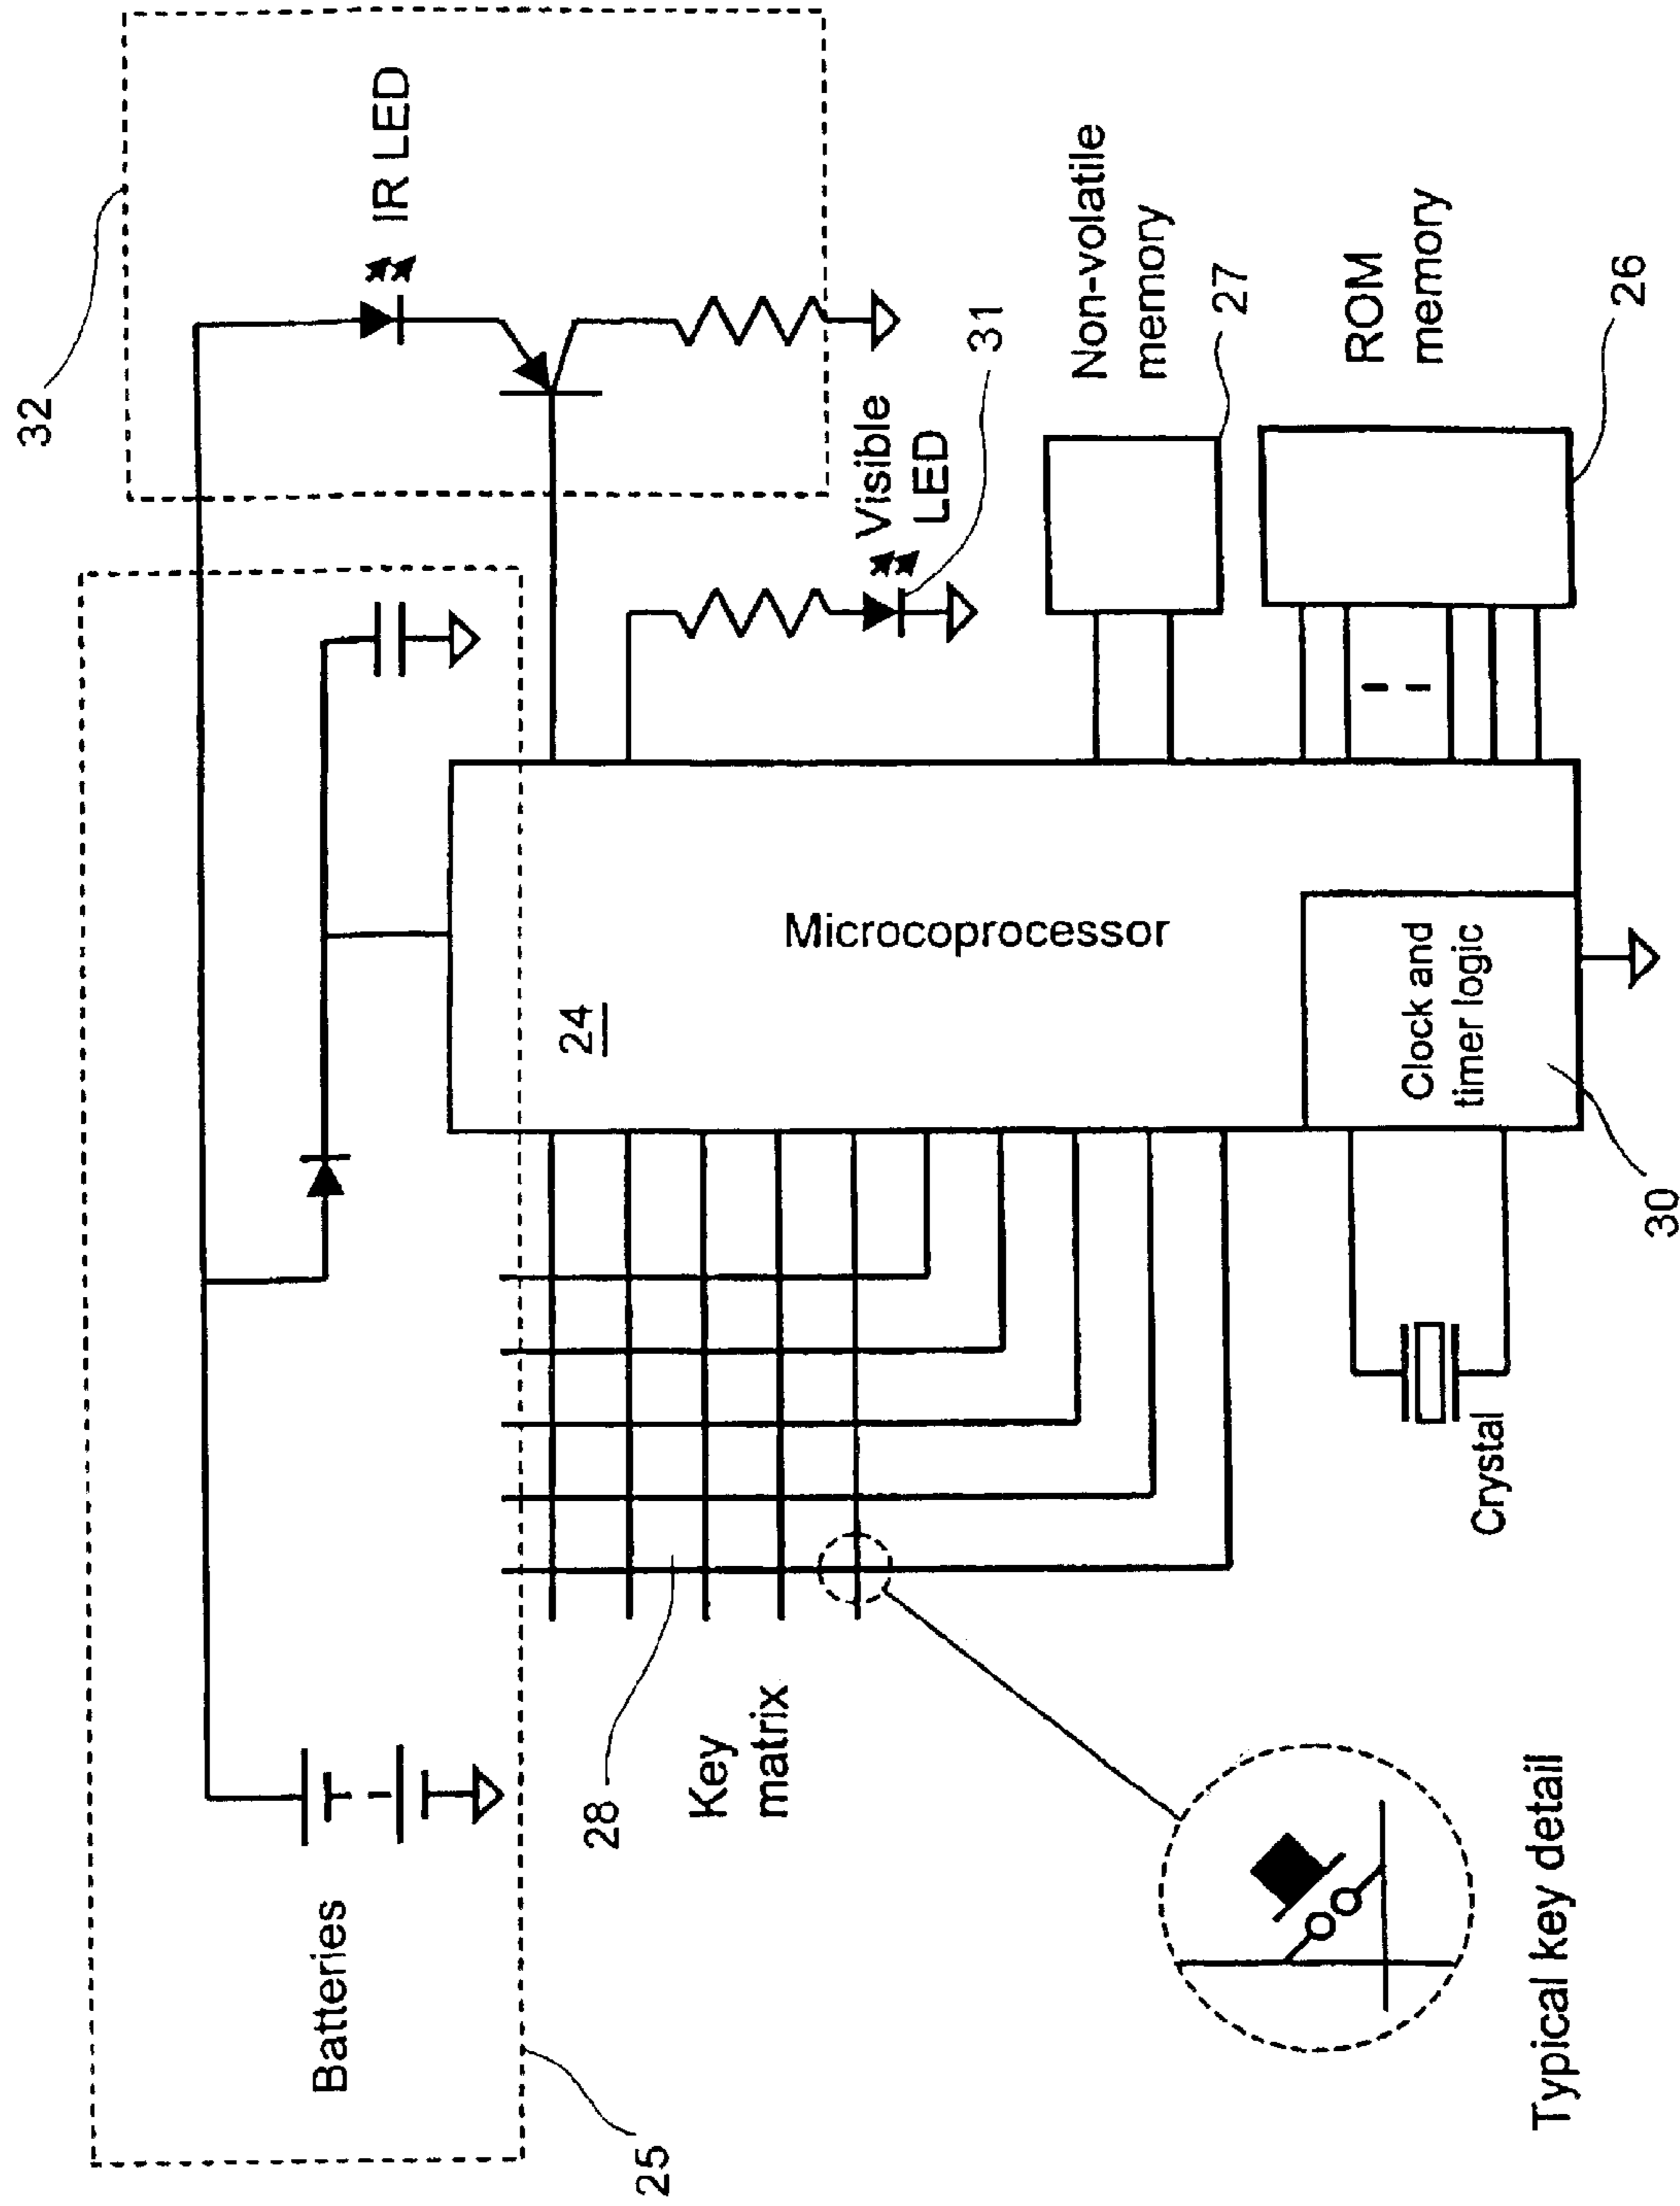 32
Batteries
IR LED
25
28
24
Key
matrix
Microcoprocessor
Visible
LED
31
Non-volatile
memory
27
Crystal
Clock and
timer logic
ROM
memory
Typical key detail
30
26